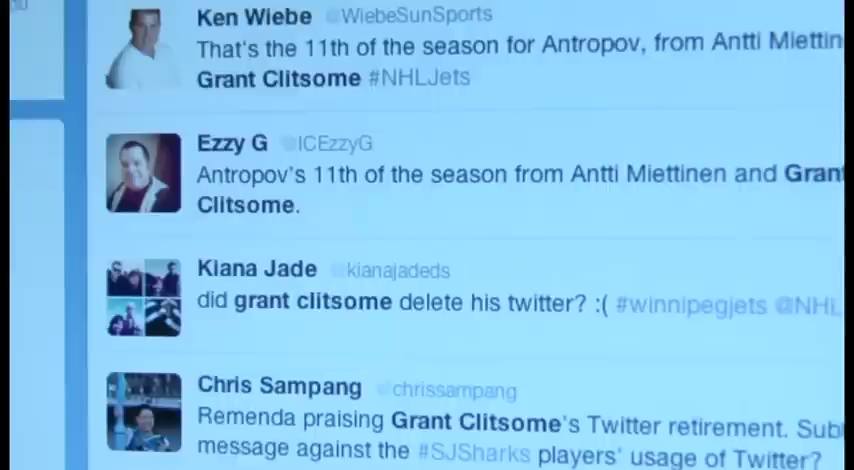 Ken Wiebe @WiebeSunSports
That's the 11th of the season for Antropov, from Antti Miettin
Grant Clitsome #NHLJets
Ezzy G @ICEzzyG
Antropov's 11th of the season from Antti Miettinen and Grant
Clitsome.
Kiana Jade @kianajadeds
did grant clitsome delete his twitter? :( #winnipegjets @NHL
Chris Sampang @chrissampang
Remenda praising Grant Clitsome's Twitter retirement. Sub
message against the #SJSharks players' usage of Twitter?